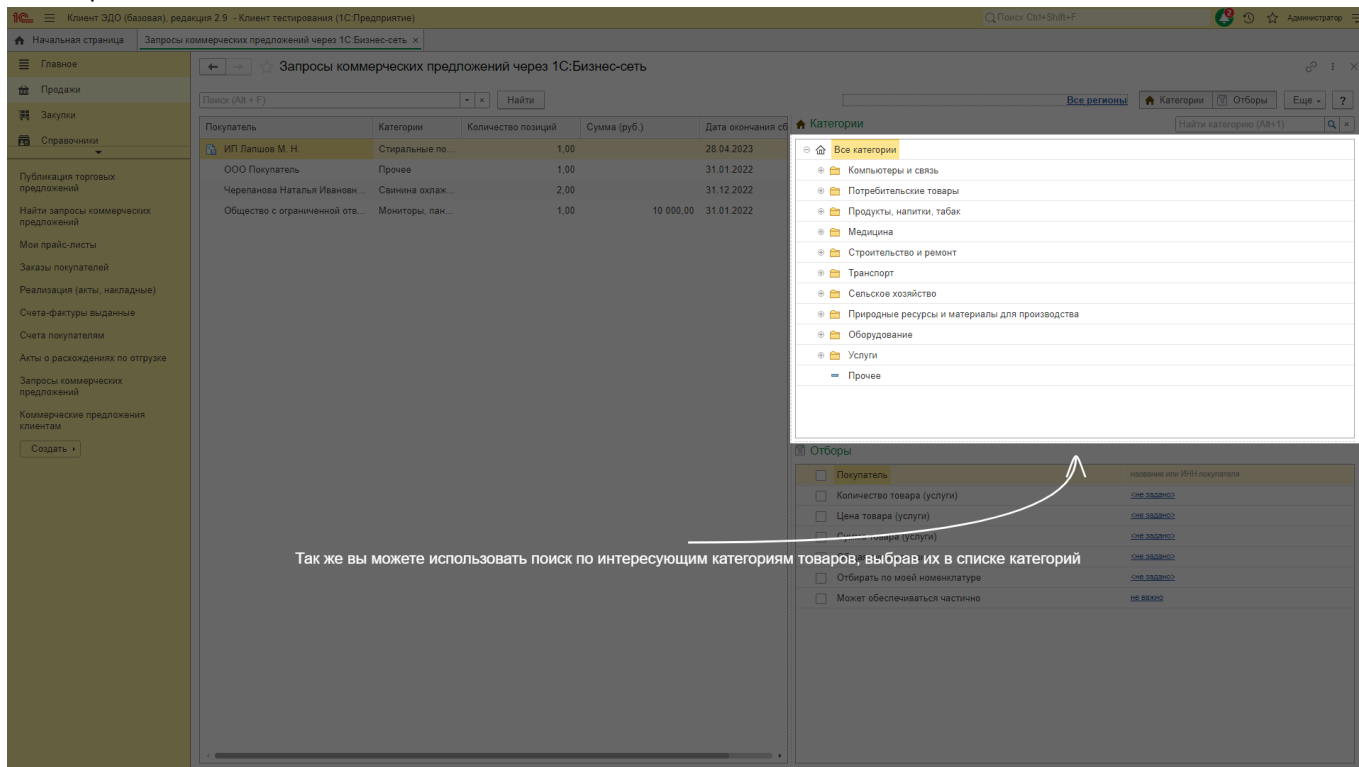 1С
Клиент ЭДО (базовая), редакция 2.9 - Клиент тестирования (1С:Предприятие)
Поиск Ctrl+Shift+F
2
Администратор
Начальная страница
Запросы коммерческих предложений через 1С:Бизнес-сеть ×
Главное
Продажи
Закупки
Справочники
Публикация торговых
предложений
Найти запросы коммерческих
предложений
Мои прайс-листы
Заказы покупателей
Реализация (акты, накладные)
Счета-фактуры выданные
Счета покупателям
Акты о расхождениях по отгрузке
Запросы коммерческих
предложений
Коммерческие предложения
клиентам
Создать
Запросы коммерческих предложений через 1С:Бизнес-сеть
Поиск (Alt + F)
×
Найти
Все регионы
Категории
Отборы
Еще
?
Покупатель Категории Количество позиций Сумма (руб.) Дата окончания сб
ИП Лапшов М. Н. Стиральные по... 1,00 28.04.2023
ООО Покупатель Прочее 1,00 31.01.2022
Черепанова Наталья Ивановн... Свинина охлаж... 2,00 31.12.2022
Общество с ограниченной отв... Мониторы, пан... 1,00 10 000,00 31.01.2022
Категории
Найти категорию (Alt+1)
×
Все категории
Компьютеры и связь
Потребительские товары
Продукты, напитки, табак
Медицина
Строительство и ремонт
Транспорт
Сельское хозяйство
Природные ресурсы и материалы для производства
Оборудование
Услуги
Прочее
Отборы
Покупатель название или ИНН покупателя
Количество товара (услуги) <не задано>
Цена товара (услуги) <не задано>
Сумма товара (услуги) <не задано>
<не задано>
Отбирать по моей номенклатуре <не задано>
Может обеспечиваться частично не важно
Так же вы можете использовать поиск по интересующим категориям товаров, выбрав их в списке категорий